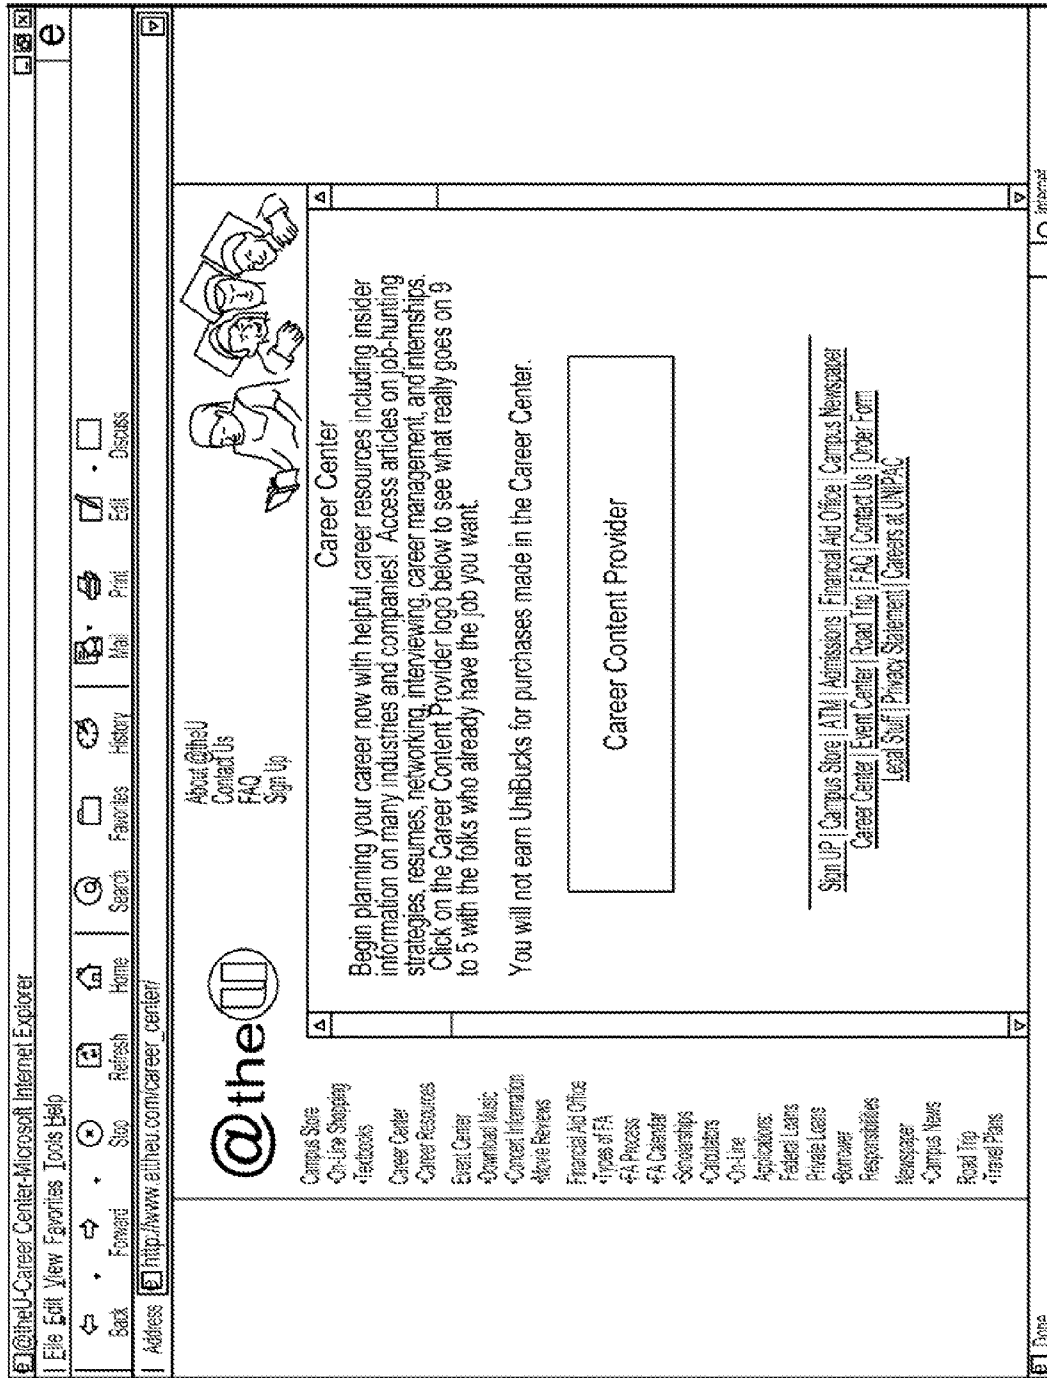 @theU-Career Center-Microsoft Internet Explorer
File Edit View Favorites Tools Help
Back Forward Stop Refresh Home Search Favorites History Mail Print Edit Discuss
Address http://www.ettheu.com/career_center/
@theU
About @theU
Contact Us
FAQ
Sign Up
Campus Store
•On-Line Shopping
•Textbooks
Career Center
•Career Resources
Event Center
•Download Music
•Concert Information
•Movie Reviews
Financial Aid Office
•Types of FA
•FA Process
•FA Calendar
•Scholarships
•Calculators
•On-Line
Applications:
Federal Loans
Private Loans
•Borrower
Responsibilities
Newspaper
•Campus News
Road Trip
•Travel Plans
Career Center
Begin planning your career now with helpful career resources including insider
information on many industries and companies! Access articles on job-hunting
strategies, resumes, networking, interviewing, career management, and internships.
Click on the Career Content Provider logo below to see what really goes on 9
to 5 with the folks who already have the job you want.
You will not earn UniBucks for purchases made in the Career Center.
Career Content Provider
Sign UP | Campus Store | ATM | Admissions | Financial Aid Office | Campus Newspaper
Career Center | Event Center | Road Trip | FAQ | Contact Us | Order Form
Legal Stuff | Privacy Statement | Careers at UNIPAC
Done
Internet